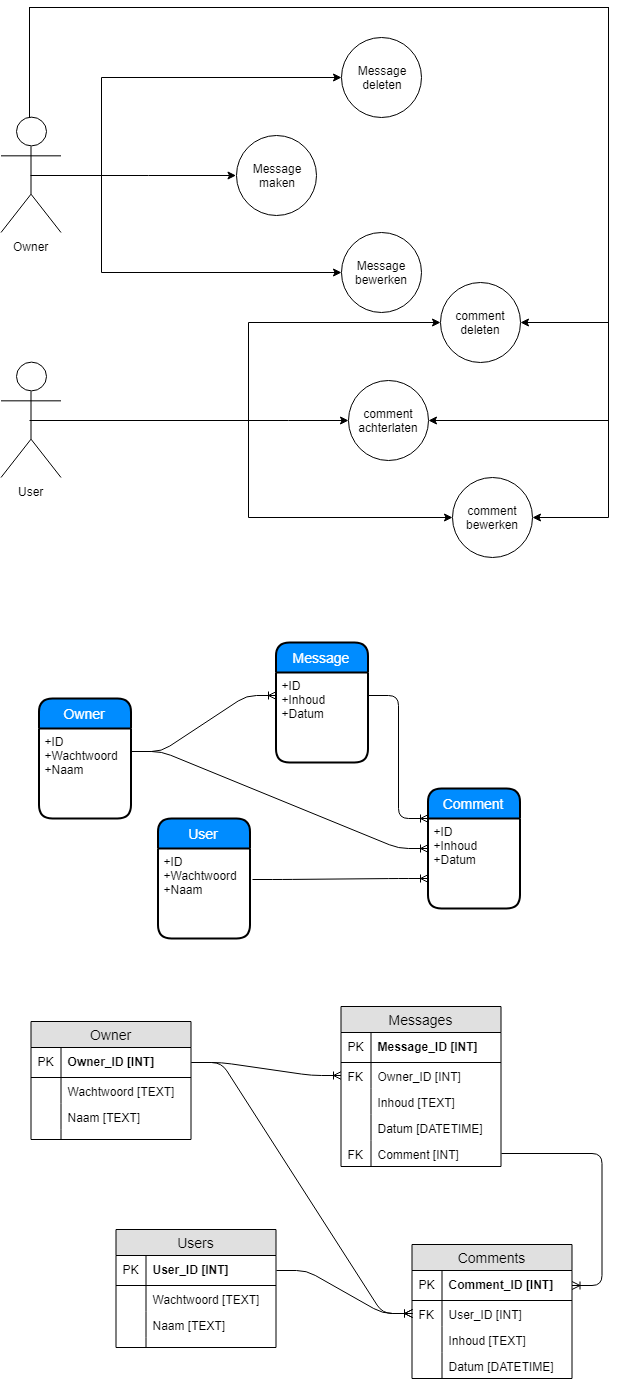 Message
deleten
Message
maken
Owner
Message
bewerken
comment
deleten
User
comment
achterlaten
comment
bewerken
Message
+ID
+Inhoud
+Datum
Owner
+ID
+Wachtwoord
+Naam
Comment
+ID
+Inhoud
+Datum
User
+ID
+Wachtwoord
+Naam
Owner
PK Owner_ID [INT]
Wachtwoord [TEXT]
Naam [TEXT]
Messages
PK Message_ID [INT]
FK Owner_ID [INT]
Inhoud [TEXT]
Datum [DATETIME]
FK Comment [INT]
Users
PK User_ID [INT]
Wachtwoord [TEXT]
Naam [TEXT]
Comments
PK Comment_ID [INT]
FK User_ID [INT]
Inhoud [TEXT]
Datum [DATETIME]